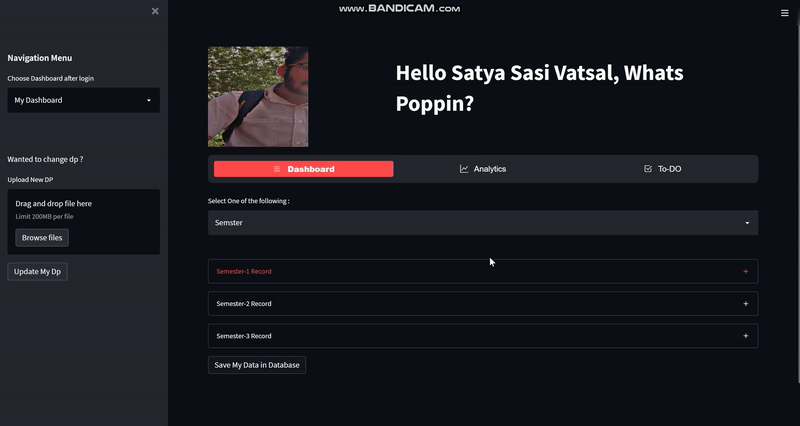 www.BANDICAM.com
Navigation Menu
Choose Dashboard after login
My Dashboard
Wanted to change dp ?
Upload New DP
Drag and drop file here
Limit 200MB per file
Browse files
Update My Dp
Hello Satya Sasi Vatsal, Whats
Poppin?
Dashboard
Analytics
To-DO
Select One of the following :
Semster
Semester-1 Record
Semester-2 Record
Semester-3 Record
Save My Data in Database